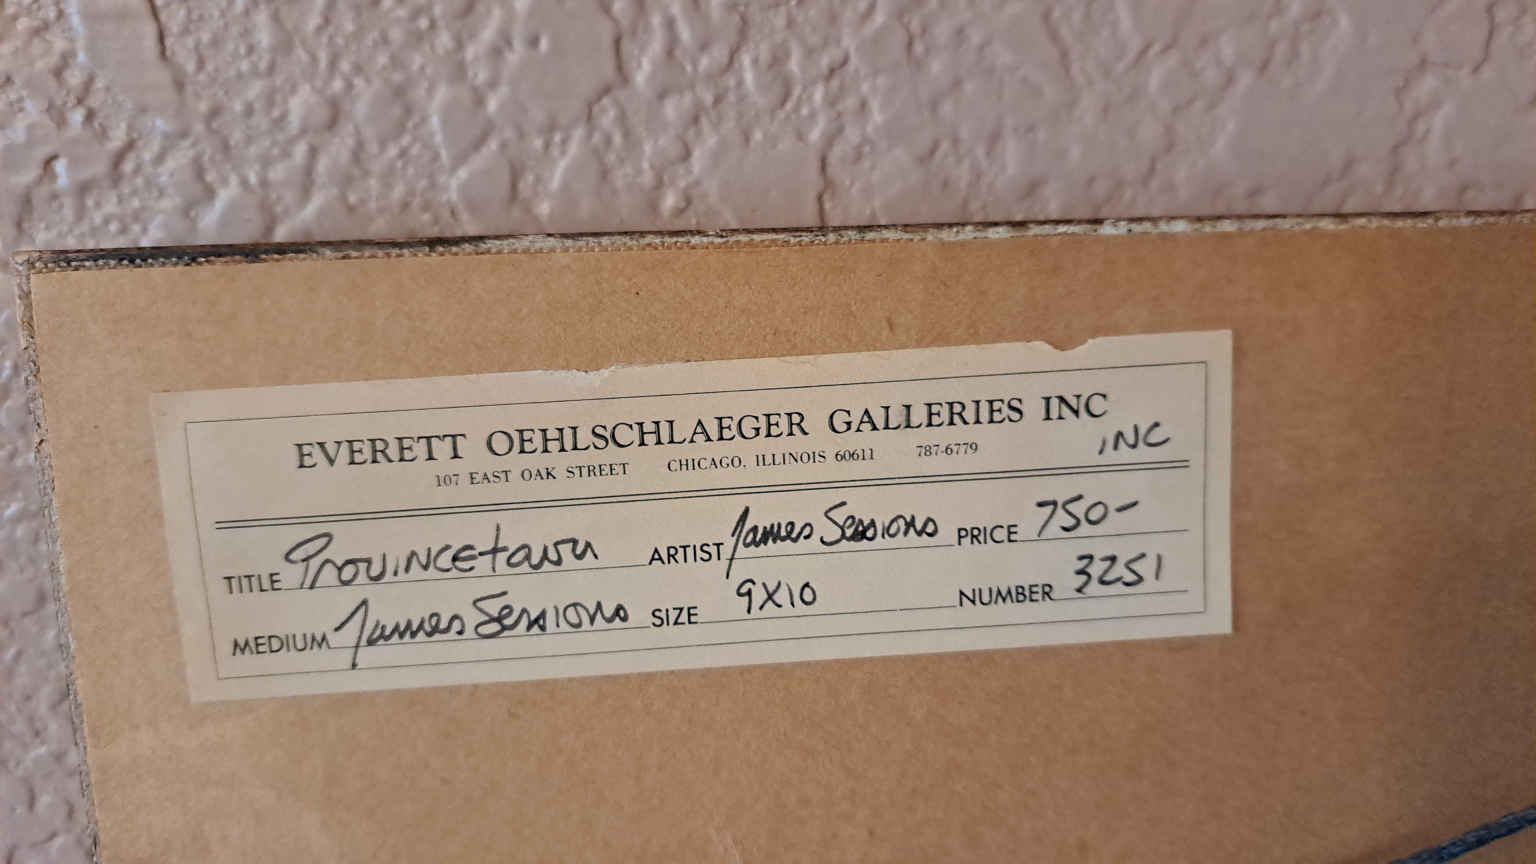 EVERETT OEHLSCHLAEGER GALLERIES INC
107 EAST OAK STREET CHICAGO, ILLINOIS 60611 787-6779
INC
TITLE Provincetown ARTIST James Sessions PRICE 750-
MEDIUM James Sessions SIZE 9X10 NUMBER 3251